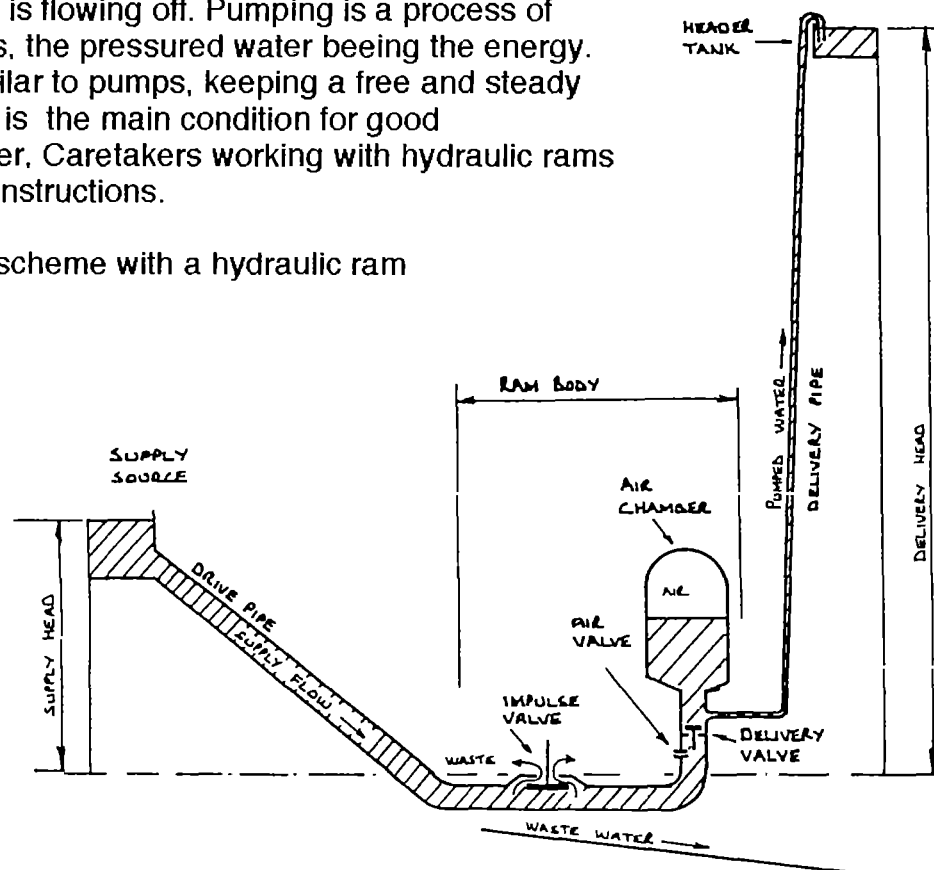 is flowing off. Pumping is a process of
s, the pressured water beeing the energy.
ilar to pumps, keeping a free and steady
is the main condition for good
er, Caretakers working with hydraulic rams
nstructions.
scheme with a hydraulic ram
HEADER
TANK
RAM BODY
SUPPLY
SOURCE
AIR
CHAMBER
AIR
PUMPED WATER
DELIVERY PIPE
DELIVERY HEAD
DRIVE PIPE
SUPPLY FLOW
SUPPLY HEAD
AIR
VALVE
IMPULSE
VALVE
WASTE
DELIVERY
VALVE
WASTE WATER